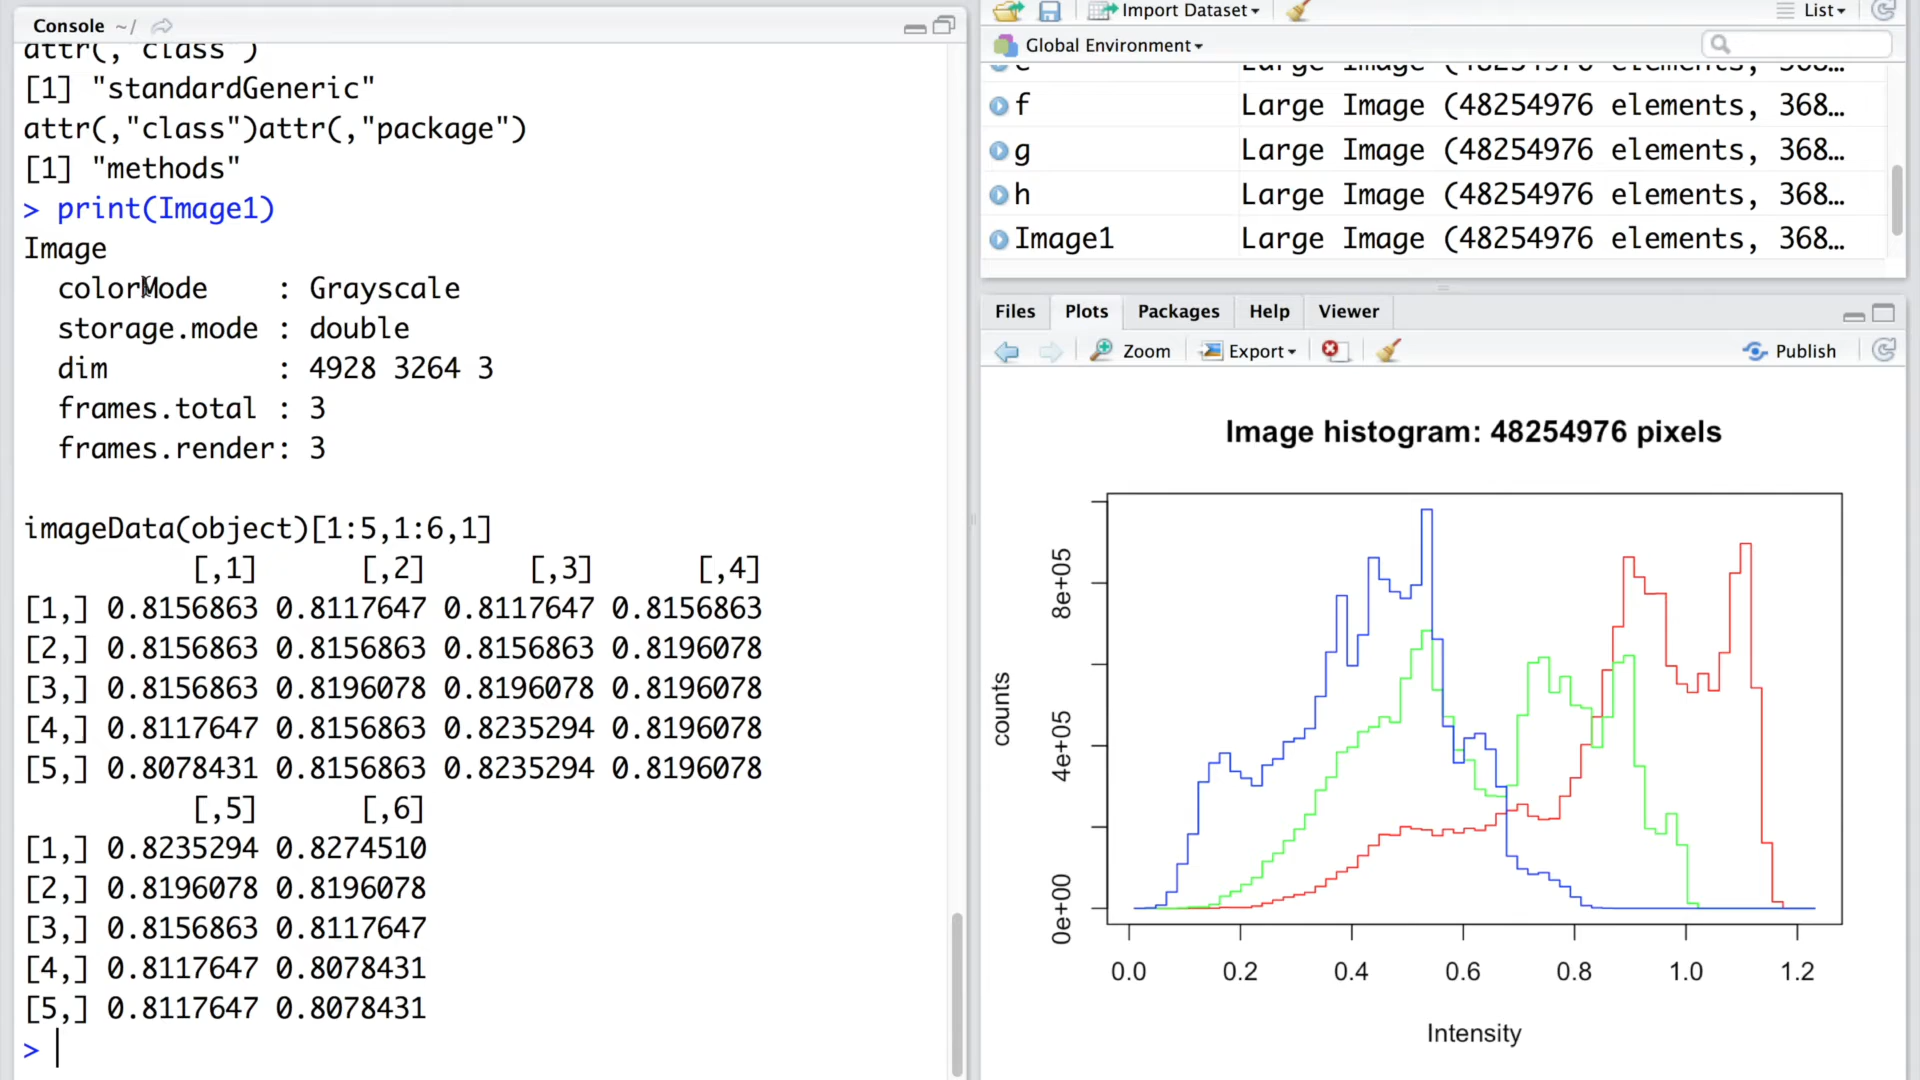 Console ~/
attr(,"class")
[1] "standardGeneric"
attr(,"class")attr(,"package")
[1] "methods"
> print(Image1)
Image
  colorMode    : Grayscale
  storage.mode : double
  dim          : 4928 3264 3
  frames.total : 3
  frames.render: 3
imageData(object)[1:5,1:6,1]
          [,1]      [,2]      [,3]      [,4]
[1,] 0.8156863 0.8117647 0.8117647 0.8156863
[2,] 0.8156863 0.8156863 0.8156863 0.8196078
[3,] 0.8156863 0.8196078 0.8196078 0.8196078
[4,] 0.8117647 0.8156863 0.8235294 0.8196078
[5,] 0.8078431 0.8156863 0.8235294 0.8196078
          [,5]      [,6]
[1,] 0.8235294 0.8274510
[2,] 0.8196078 0.8196078
[3,] 0.8156863 0.8117647
[4,] 0.8117647 0.8078431
[5,] 0.8117647 0.8078431
>
Import Dataset List
Global Environment
Large Image (48254976 elements, 368…
f Large Image (48254976 elements, 368…
g Large Image (48254976 elements, 368…
h Large Image (48254976 elements, 368…
Image1 Large Image (48254976 elements, 368…
Files Plots Packages Help Viewer
Zoom Export Publish
Image histogram: 48254976 pixels
counts
8e+05
4e+05
0e+00
0.0 0.2 0.4 0.6 0.8 1.0 1.2
Intensity